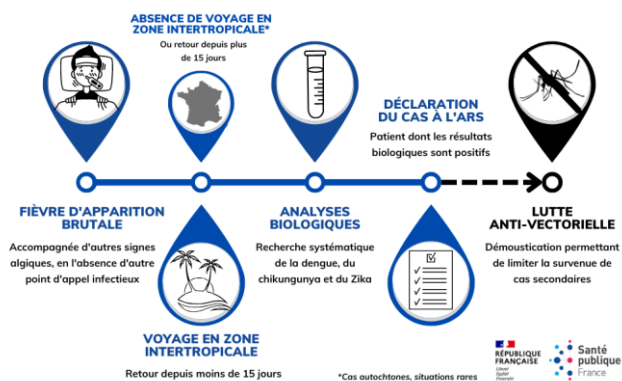 ABSENCE DE VOYAGE EN
ZONE INTERTROPICALE*
Ou retour depuis plus
de 15 jours
DÉCLARATION
DU CAS À L'ARS
Patient dont les résultats
biologiques sont positifs
FIÈVRE D'APPARITION
BRUTALE
Accompagnée d'autres signes
algiques, en l'absence d'autre
point d'appel infectieux
ANALYSES
BIOLOGIQUES
Recherche systématique
de la dengue, du
chikungunya et du Zika
LUTTE
ANTI-VECTORIELLE
Démoustication permettant
de limiter la survenue de
cas secondaires
VOYAGE EN ZONE
INTERTROPICALE
Retour depuis moins de 15 jours
*Cas autochtones, situations rares
RÉPUBLIQUE
FRANÇAISE
Liberté
Égalité
Fraternité
Santé
publique
France